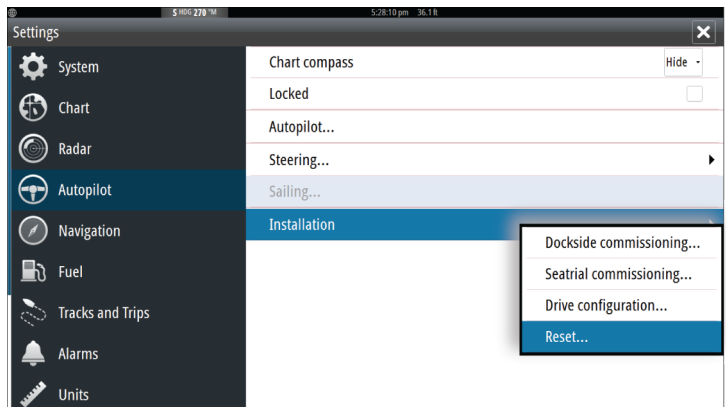 S HDG 270 °M
5:28:10 pm 36.1 ft
Settings
System
Chart
Radar
Autopilot
Navigation
Fuel
Tracks and Trips
Alarms
Units
Chart compass
Hide
Locked
Autopilot...
Steering...
Sailing...
Installation
Dockside commissioning...
Seatrial commissioning...
Drive configuration...
Reset...